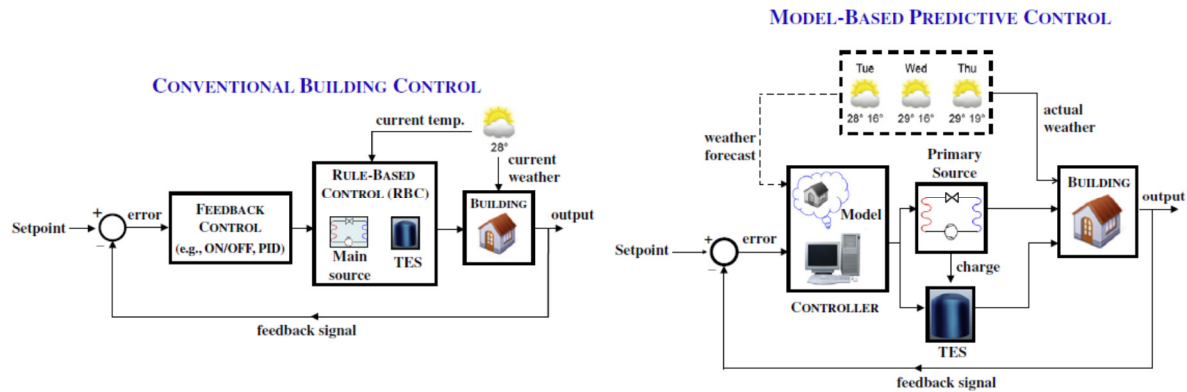 CONVENTIONAL BUILDING CONTROL
current temp.
28°
current
weather
RULE-BASED
CONTROL (RBC)
Main
source
TES
BUILDING
output
Setpoint
+
−
error
FEEDBACK
CONTROL
(e.g., ON/OFF, PID)
feedback signal
MODEL-BASED PREDICTIVE CONTROL
Tue Wed Thu
28° 16° 29° 16° 29° 19°
weather
forecast
actual
weather
Primary
Source
BUILDING
output
Model
Setpoint
+
−
error
charge
CONTROLLER
TES
feedback signal